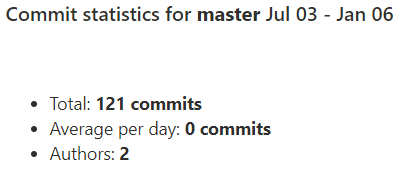 Commit statistics for master Jul 03 - Jan 06
• Total: 121 commits
• Average per day: 0 commits
• Authors: 2